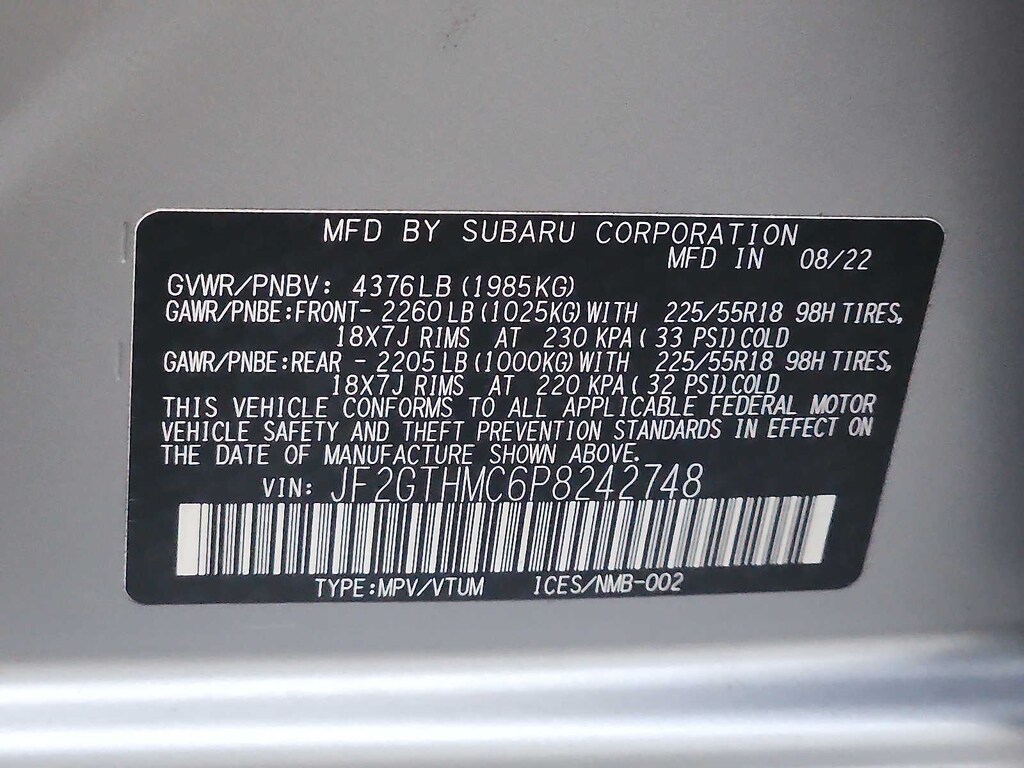 MFD BY SUBARU CORPORATION
MFD IN 08/22
GVWR/PNBV: 4376LB (1985KG)
GAWR/PNBE:FRONT- 2260LB (1025KG) WITH 225/55R18 98H TIRES,
18X7J RIMS AT 230 KPA ( 33 PSI) COLD
GAWR/PNBE:REAR - 2205LB (1000KG) WITH 225/55R18 98H TIRES,
18X7J RIMS AT 220 KPA ( 32 PSI) COLD
THIS VEHICLE CONFORMS TO ALL APPLICABLE FEDERAL MOTOR
VEHICLE SAFETY AND THEFT PREVENTION STANDARDS IN EFFECT ON
THE DATE OF MANUFACTURE SHOWN ABOVE.
VIN: JF2GTHMC6P8242748
TYPE:MPV/VTUM ICES/NMB-002